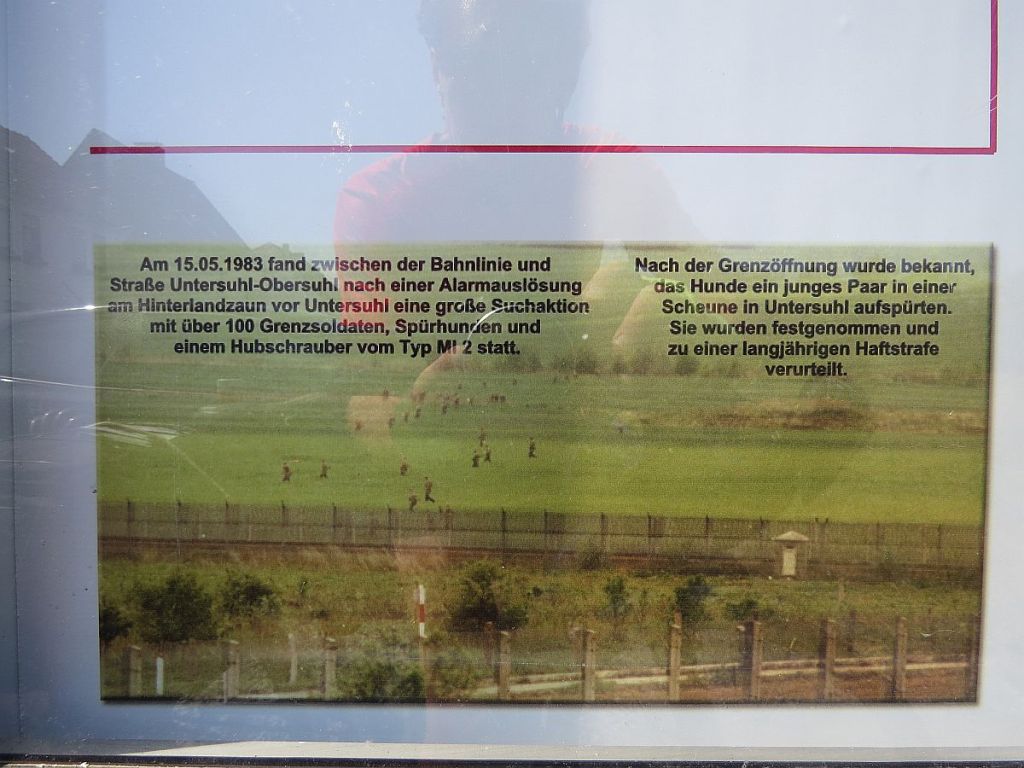 Am 15.05.1983 fand zwischen der Bahnlinie und
Straße Untersuhl-Obersuhl nach einer Alarmauslösung
am Hinterlandzaun vor Untersuhl eine große Suchaktion
mit über 100 Grenzsoldaten, Spürhunden und
einem Hubschrauber vom Typ MI 2 statt.
Nach der Grenzöffnung wurde bekannt,
das Hunde ein junges Paar in einer
Scheune in Untersuhl aufspürten.
Sie wurden festgenommen und
zu einer langjährigen Haftstrafe
verurteilt.